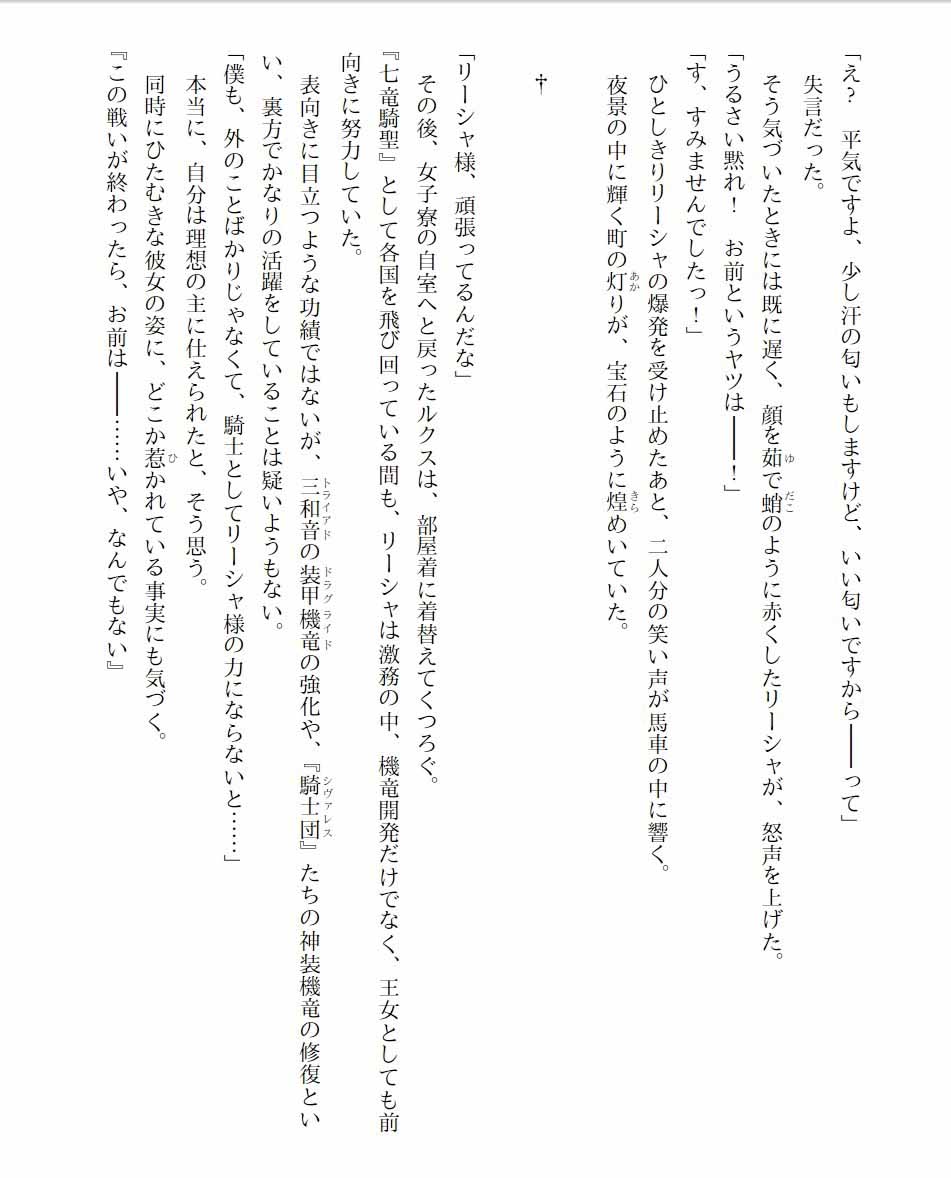 「え？　平気ですよ、少し汗の匂いもしますけど、いい匂いですから――って」
　失言だった。
　そう気づいたときには既に遅く、顔を茹で蛸のように赤くしたリーシャが、怒声を上げた。
「うるさい黙れ！　お前というヤツは――！」
「す、すみませんでしたっ！」
　ひとしきりリーシャの爆発を受け止めたあと、二人分の笑い声が馬車の中に響く。
　夜景の中に輝く町の灯りが、宝石のように煌めいていた。
　†
「リーシャ様、頑張ってるんだな」
　その後、女子寮の自室へと戻ったルクスは、部屋着に着替えてくつろぐ。
『七竜騎聖』として各国を飛び回っている間も、リーシャは激務の中、機竜開発だけでなく、王女としても前
向きに努力していた。
　表向きに目立つような功績ではないが、三和音の装甲機竜の強化や、『騎士団』たちの神装機竜の修復とい
い、裏方でかなりの活躍をしていることは疑いようもない。
「僕も、外のことばかりじゃなくて、騎士としてリーシャ様の力にならないと……」
　本当に、自分は理想の主に仕えられたと、そう思う。
　同時にひたむきな彼女の姿に、どこか惹かれている事実にも気づく。
『この戦いが終わったら、お前は――……いや、なんでもない』